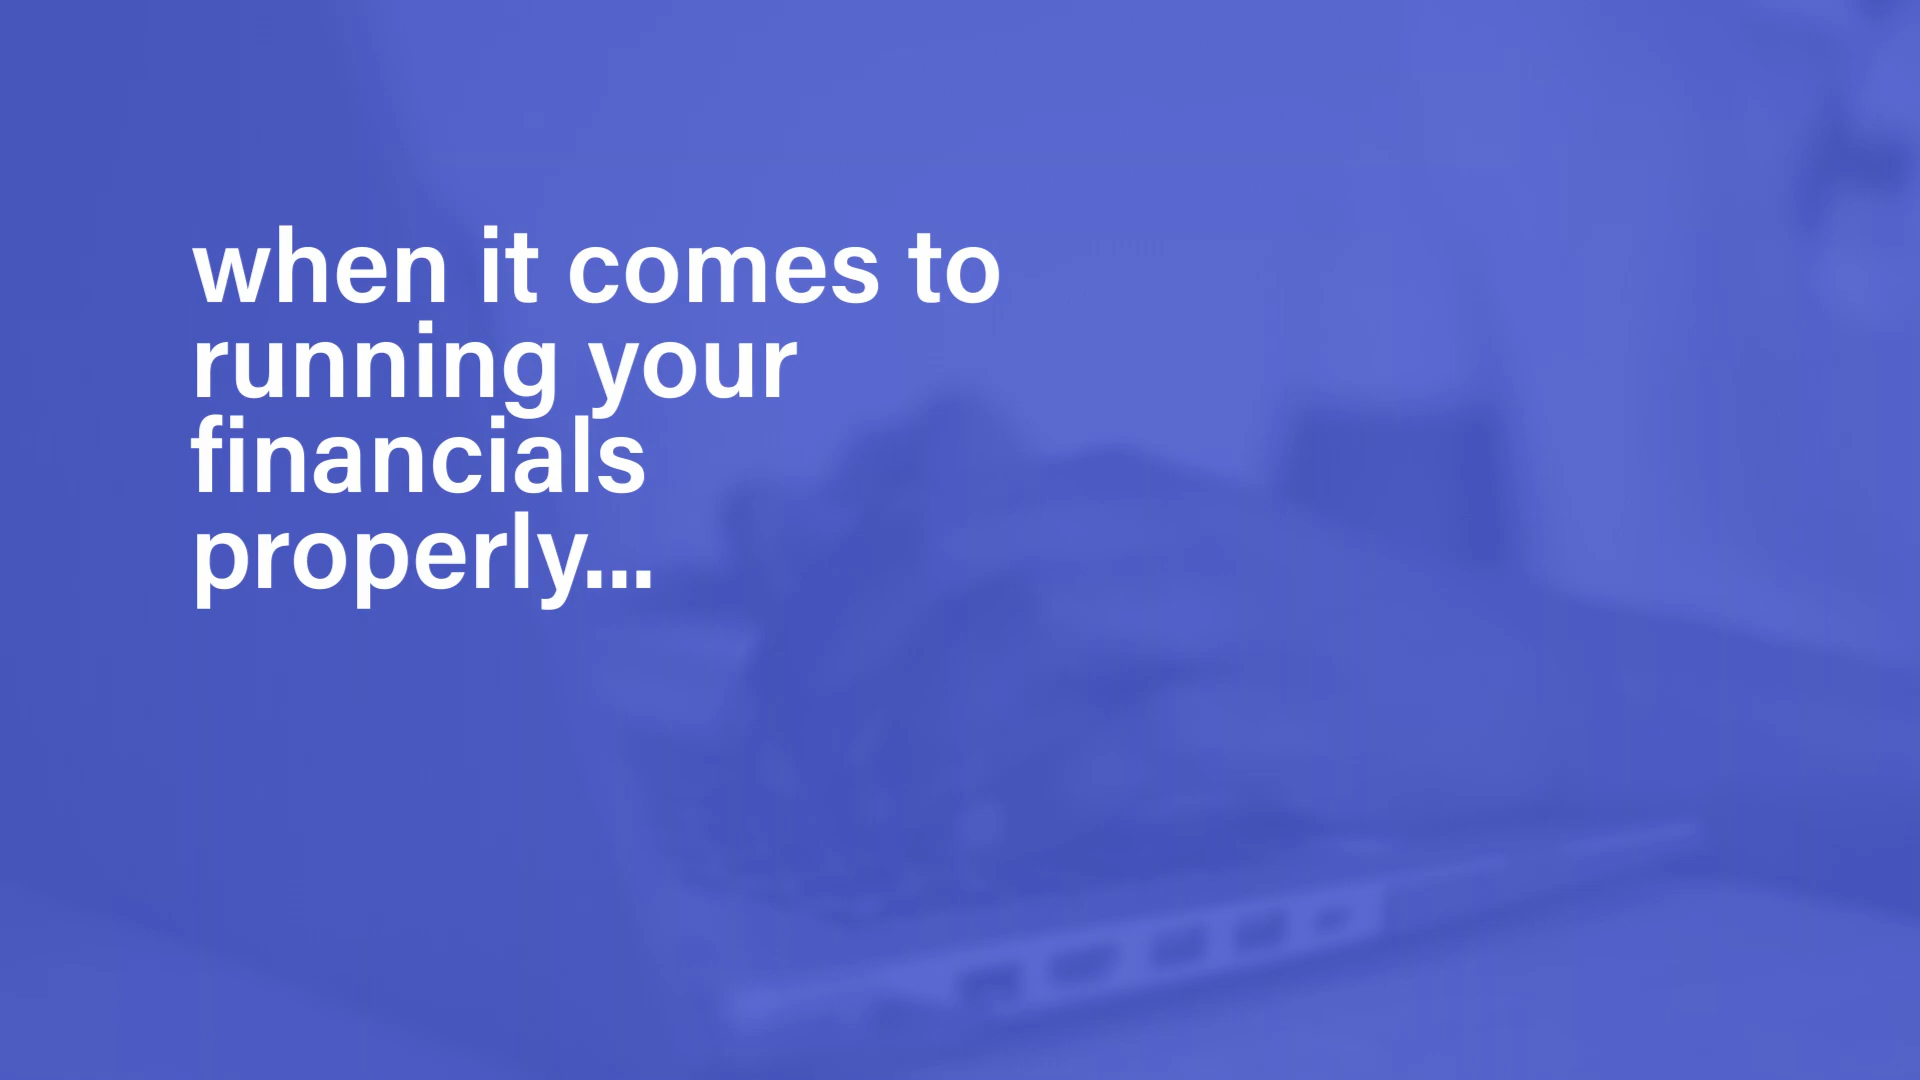 when it comes to
running your
financials
properly...